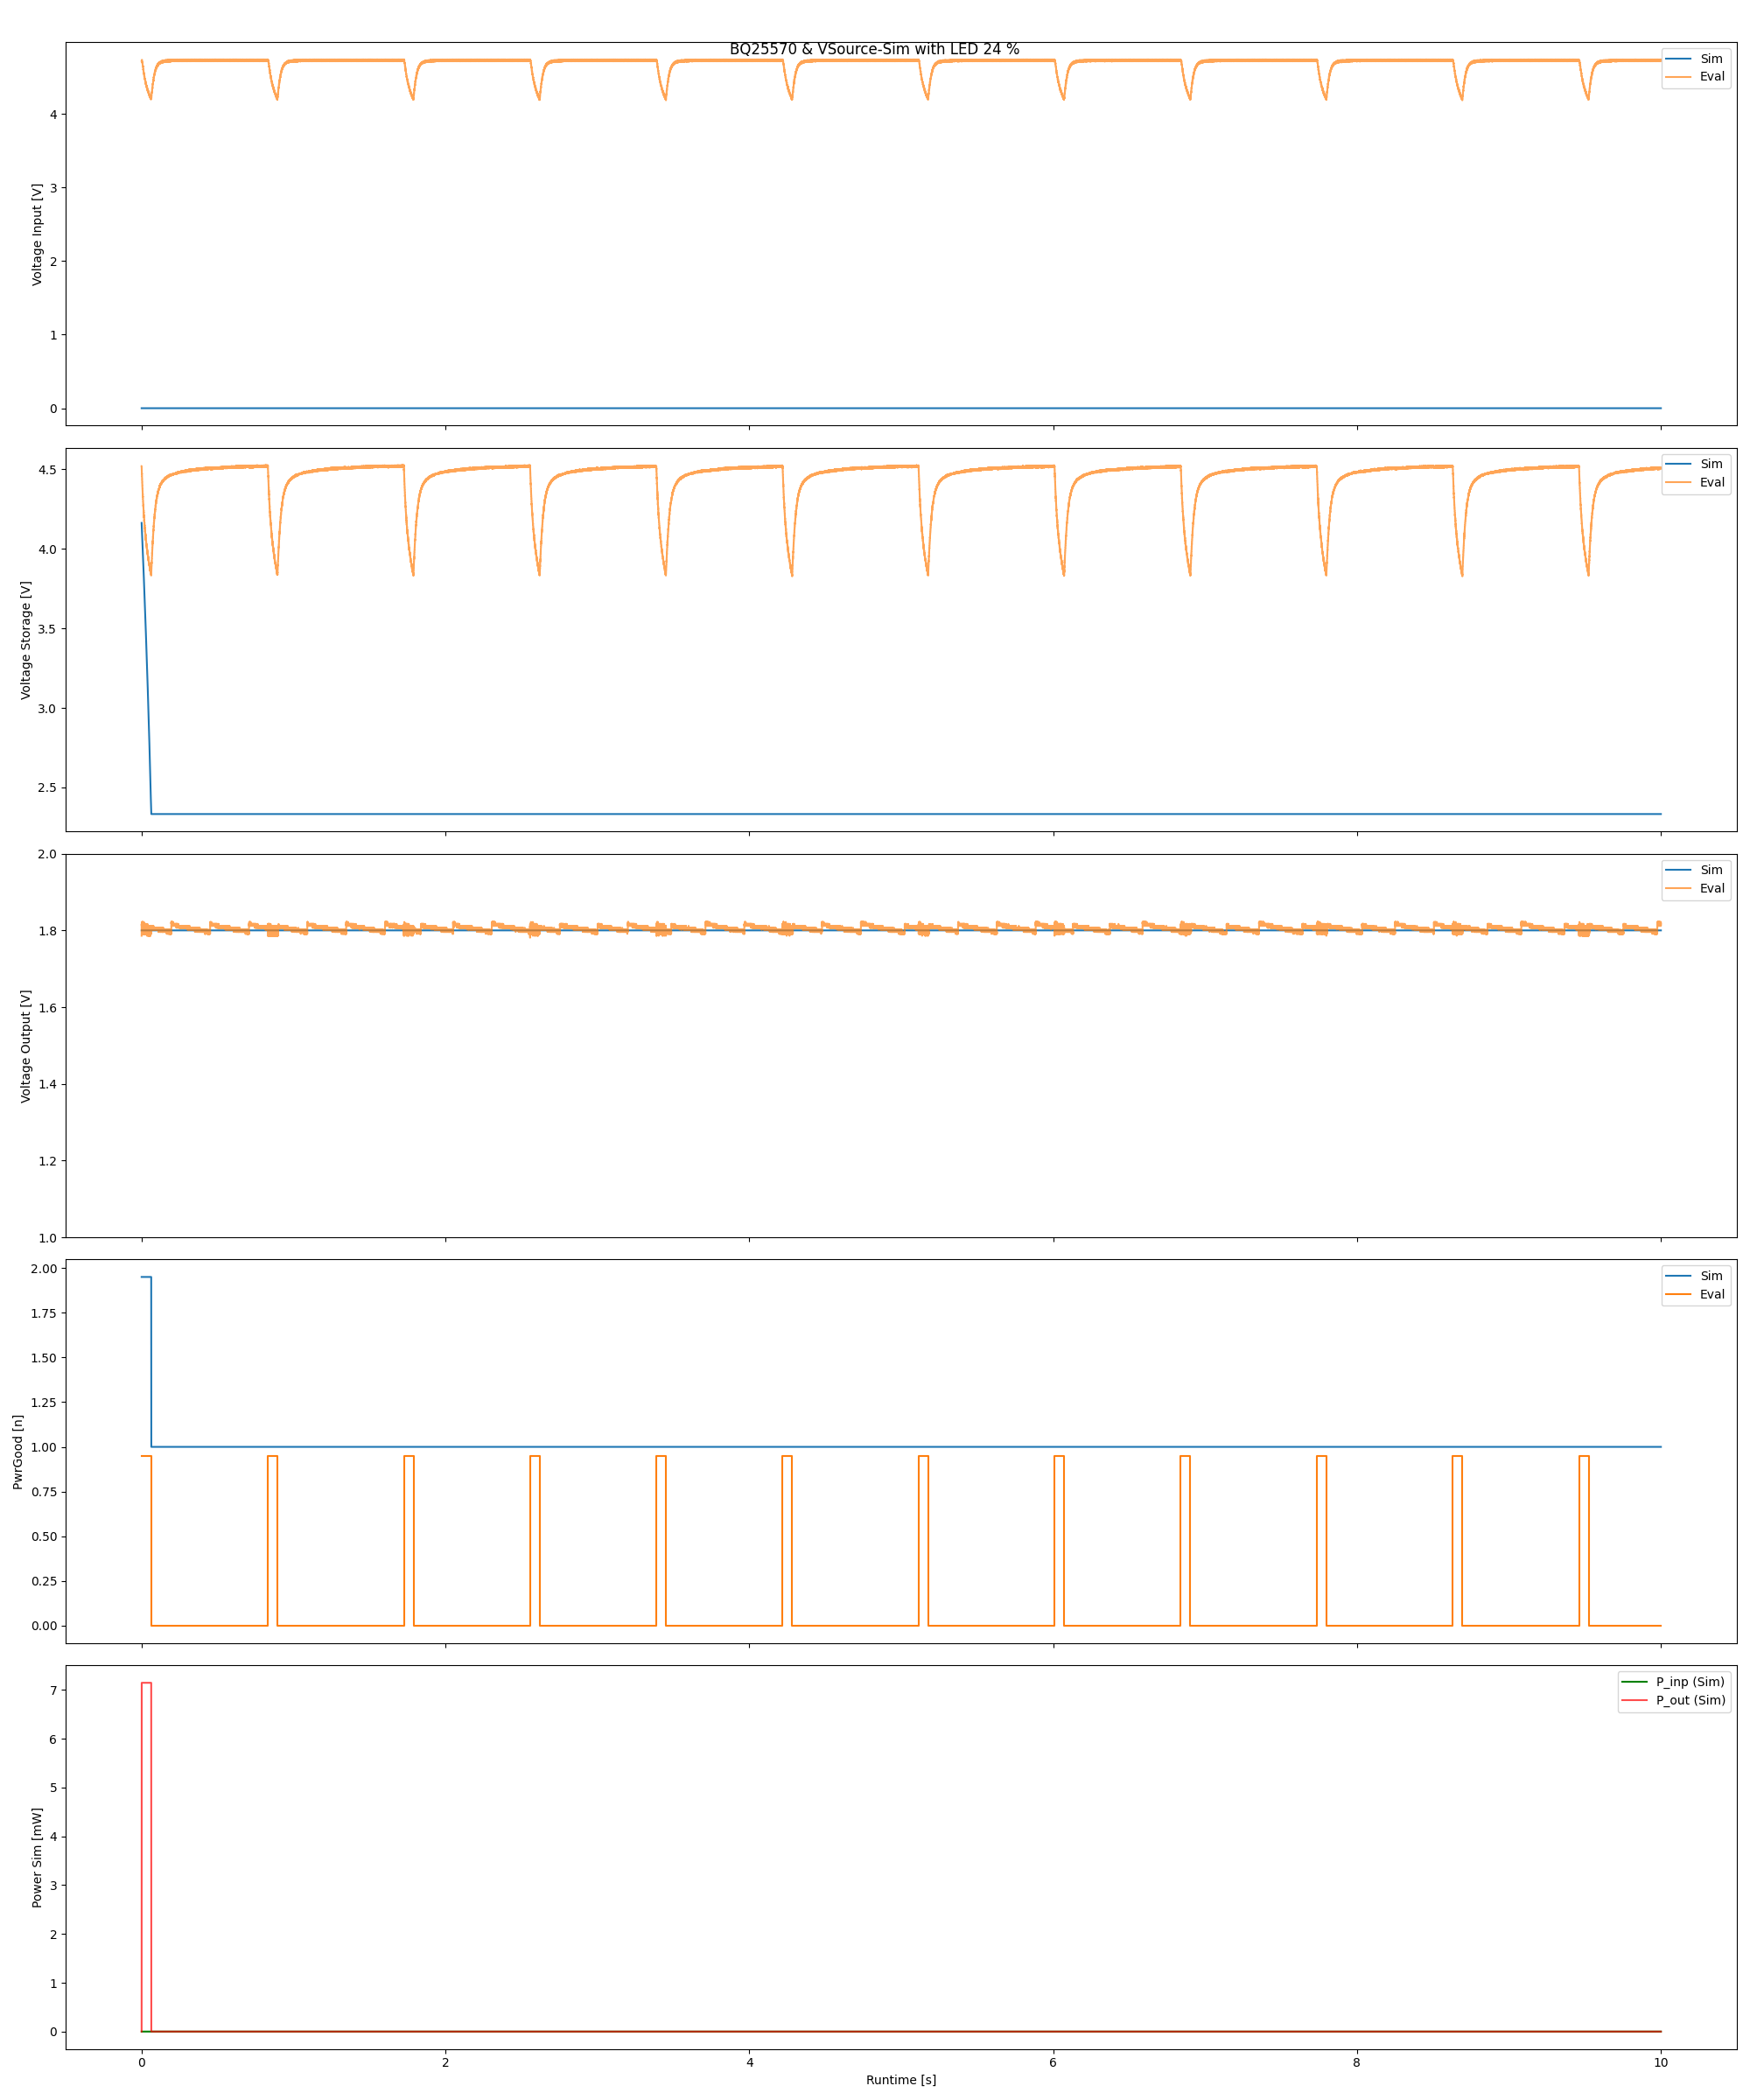 BQ25570 & VSource-Sim with LED 24 %
Voltage Input [V]
4
3
2
1
0
Sim
Eval
Voltage Storage [V]
4.5
4.0
3.5
3.0
2.5
Sim
Eval
Voltage Output [V]
2.0
1.8
1.6
1.4
1.2
1.0
Sim
Eval
PwrGood [n]
2.00
1.75
1.50
1.25
1.00
0.75
0.50
0.25
0.00
Sim
Eval
Power Sim [mW]
7
6
5
4
3
2
1
0
P_inp (Sim)
P_out (Sim)
0 2 4 6 8 10
Runtime [s]